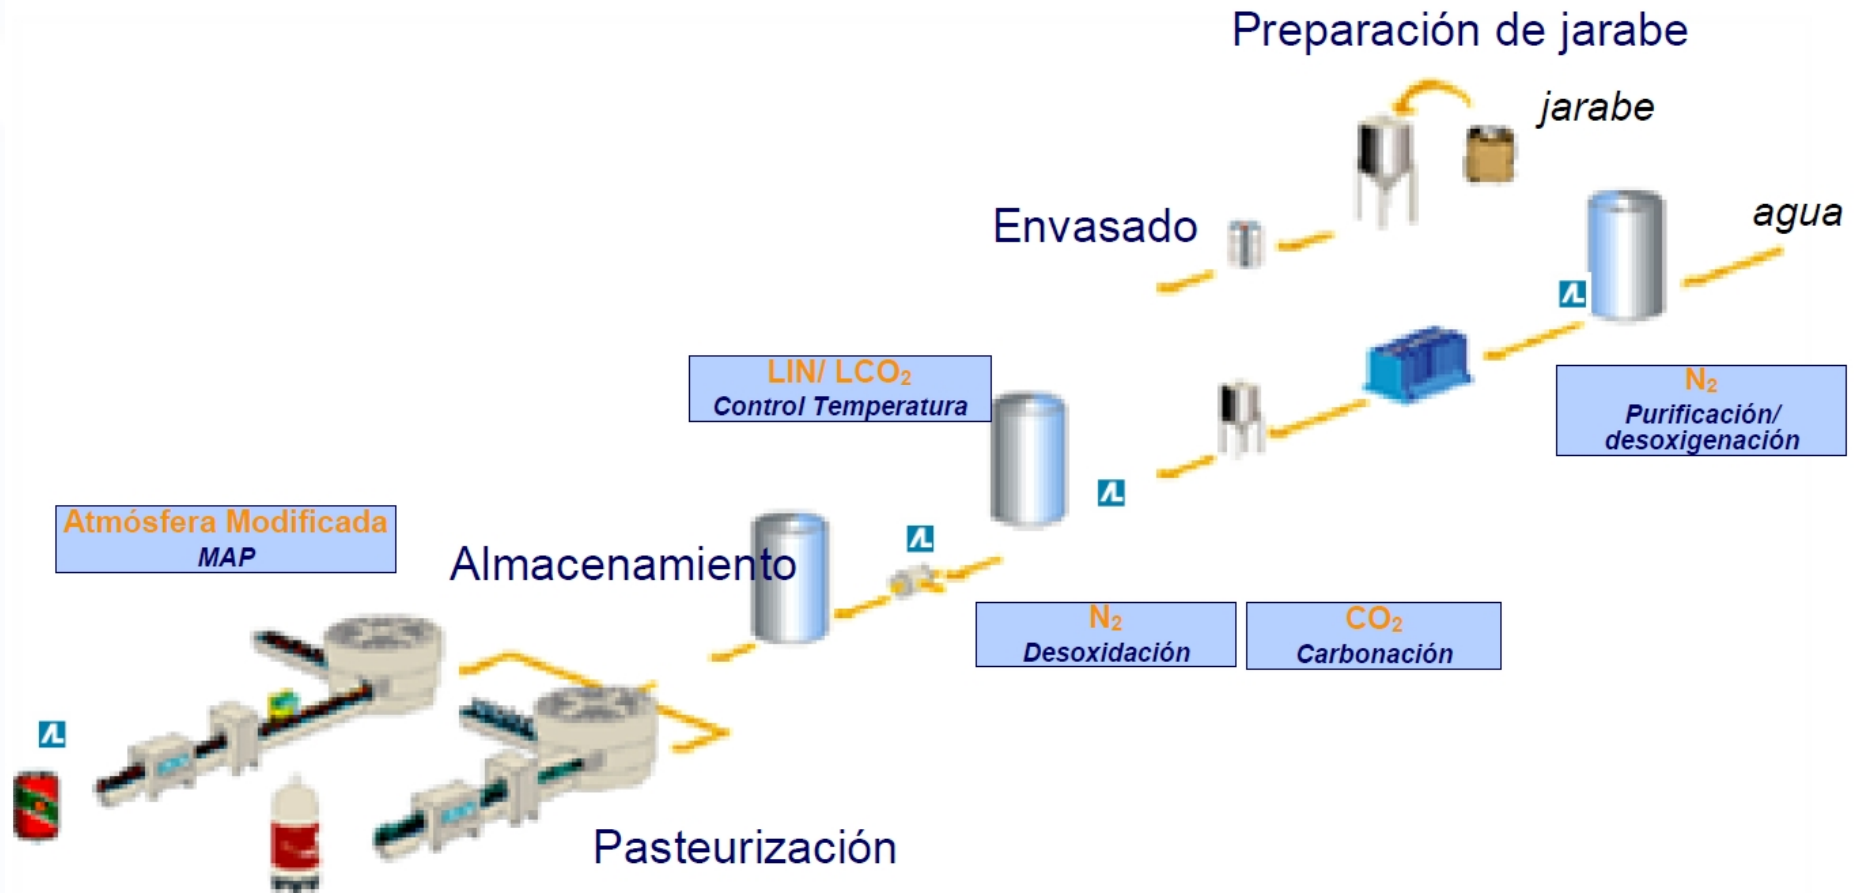 Preparación de jarabe
jarabe
agua
Envasado
LIN/ LCO₂
Control Temperatura
N₂
Purificación/
desoxigenación
Atmósfera Modificada
MAP
Almacenamiento
N₂
Desoxidación
CO₂
Carbonación
Pasteurización